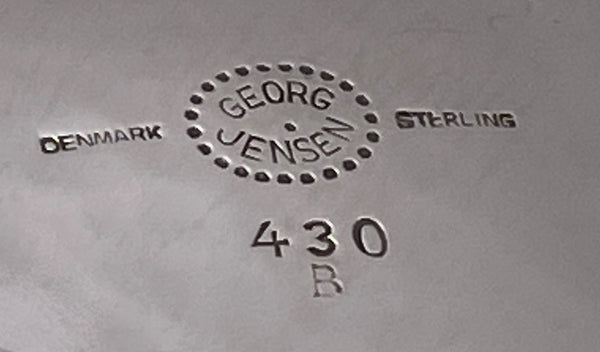 GEORG
DENMARK JENSEN STERLING
430
B